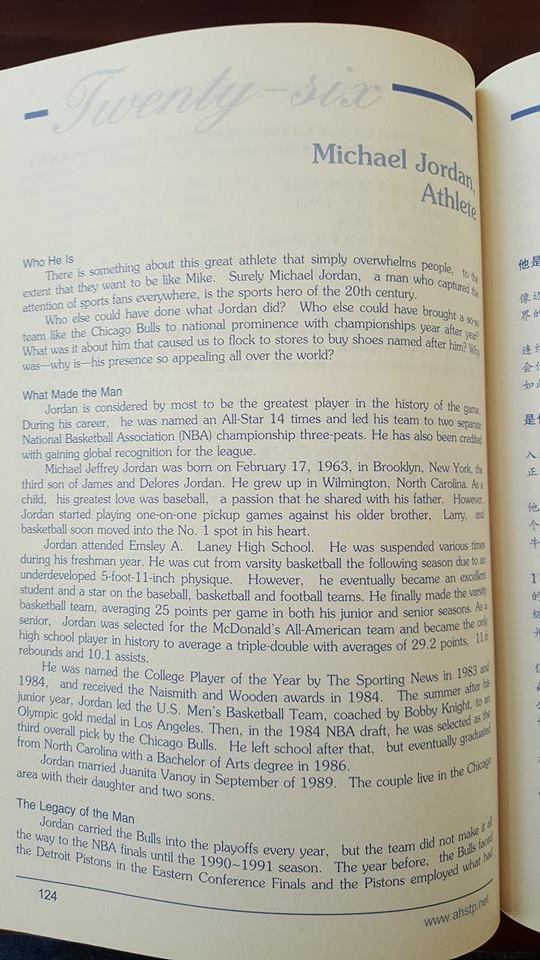 Twenty-six
Michael Jordan,
Athlete
Who He Is
There is something about this great athlete that simply overwhelms people, to the
extent that they want to be like Mike. Surely Michael Jordan, a man who captured the
attention of sports fans everywhere, is the sports hero of the 20th century.
Who else could have done what Jordan did? Who else could have brought a so-so
team like the Chicago Bulls to national prominence with championships year after year?
What was it about him that caused us to flock to stores to buy shoes named after him? Why
was—why is—his presence so appealing all over the world?
What Made the Man
Jordan is considered by most to be the greatest player in the history of the game.
During his career, he was named an All-Star 14 times and led his team to two separate
National Basketball Association (NBA) championship three-peats. He has also been credited
with gaining global recognition for the league.
Michael Jeffrey Jordan was born on February 17, 1963, in Brooklyn, New York, the
third son of James and Delores Jordan. He grew up in Wilmington, North Carolina. As a
child, his greatest love was baseball, a passion that he shared with his father. However,
Jordan started playing one-on-one pickup games against his older brother, Larry, and
basketball soon moved into the No. 1 spot in his heart.
Jordan attended Emsley A. Laney High School. He was suspended various times
during his freshman year. He was cut from varsity basketball the following season due to an
underdeveloped 5-foot-11-inch physique. However, he eventually became an excellent
student and a star on the baseball, basketball and football teams. He finally made the varsity
basketball team, averaging 25 points per game in both his junior and senior seasons. As a
senior, Jordan was selected for the McDonald's All-American team and became the only
high school player in history to average a triple-double with averages of 29.2 points, 11.6
rebounds and 10.1 assists.
He was named the College Player of the Year by The Sporting News in 1983 and
1984, and received the Naismith and Wooden awards in 1984. The summer after his
junior year, Jordan led the U.S. Men's Basketball Team, coached by Bobby Knight, to an
Olympic gold medal in Los Angeles. Then, in the 1984 NBA draft, he was selected as the
third overall pick by the Chicago Bulls. He left school after that, but eventually graduated
from North Carolina with a Bachelor of Arts degree in 1986.
Jordan married Juanita Vanoy in September of 1989. The couple live in the Chicago
area with their daughter and two sons.
The Legacy of the Man
Jordan carried the Bulls into the playoffs every year, but the team did not make it all
the way to the NBA finals until the 1990~1991 season. The year before, the Bulls faced
the Detroit Pistons in the Eastern Conference Finals and the Pistons employed what had
124
www.ahstp.net
他是
像迈
界的
连续
会
如此
是什
入
正